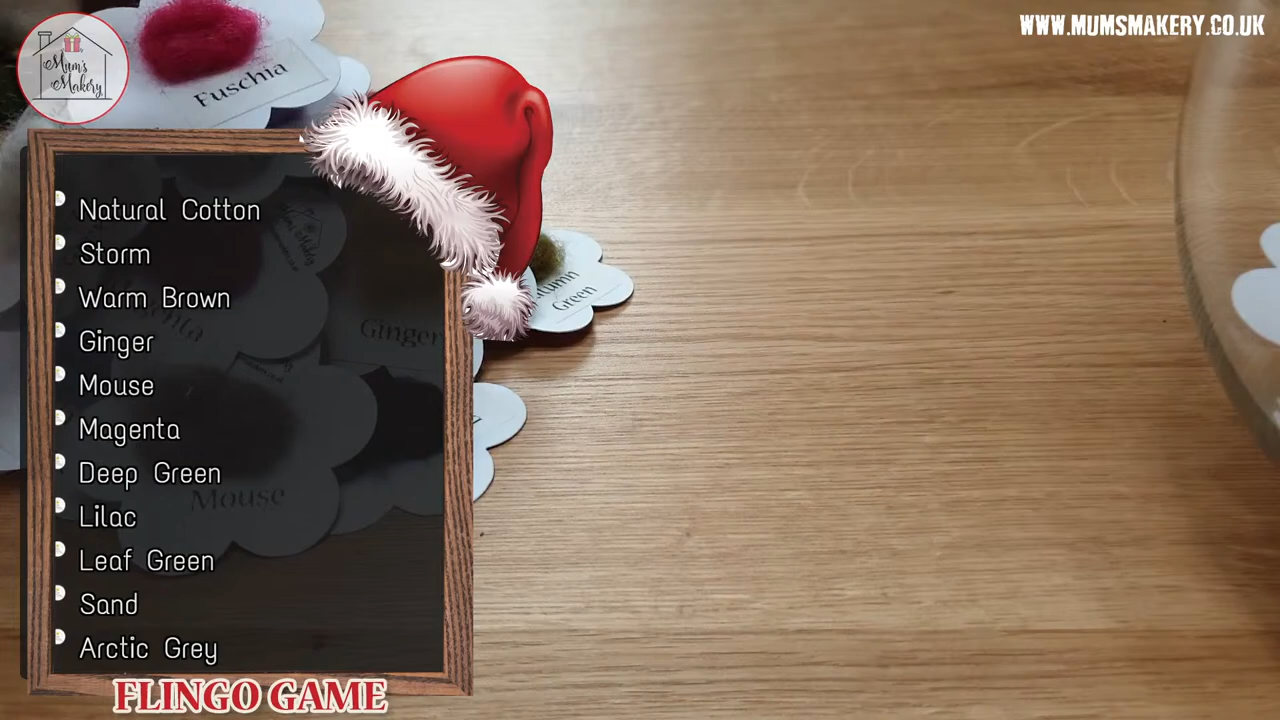 WWW.MUMSMAKERY.CO.UK
Mum's
Makery
Fuschia
Natural Cotton
Storm
Warm Brown
Ginger
Mouse
Magenta
Deep Green
Lilac
Leaf Green
Sand
Arctic Grey
Green
Ginger
Mouse
FLINGO GAME